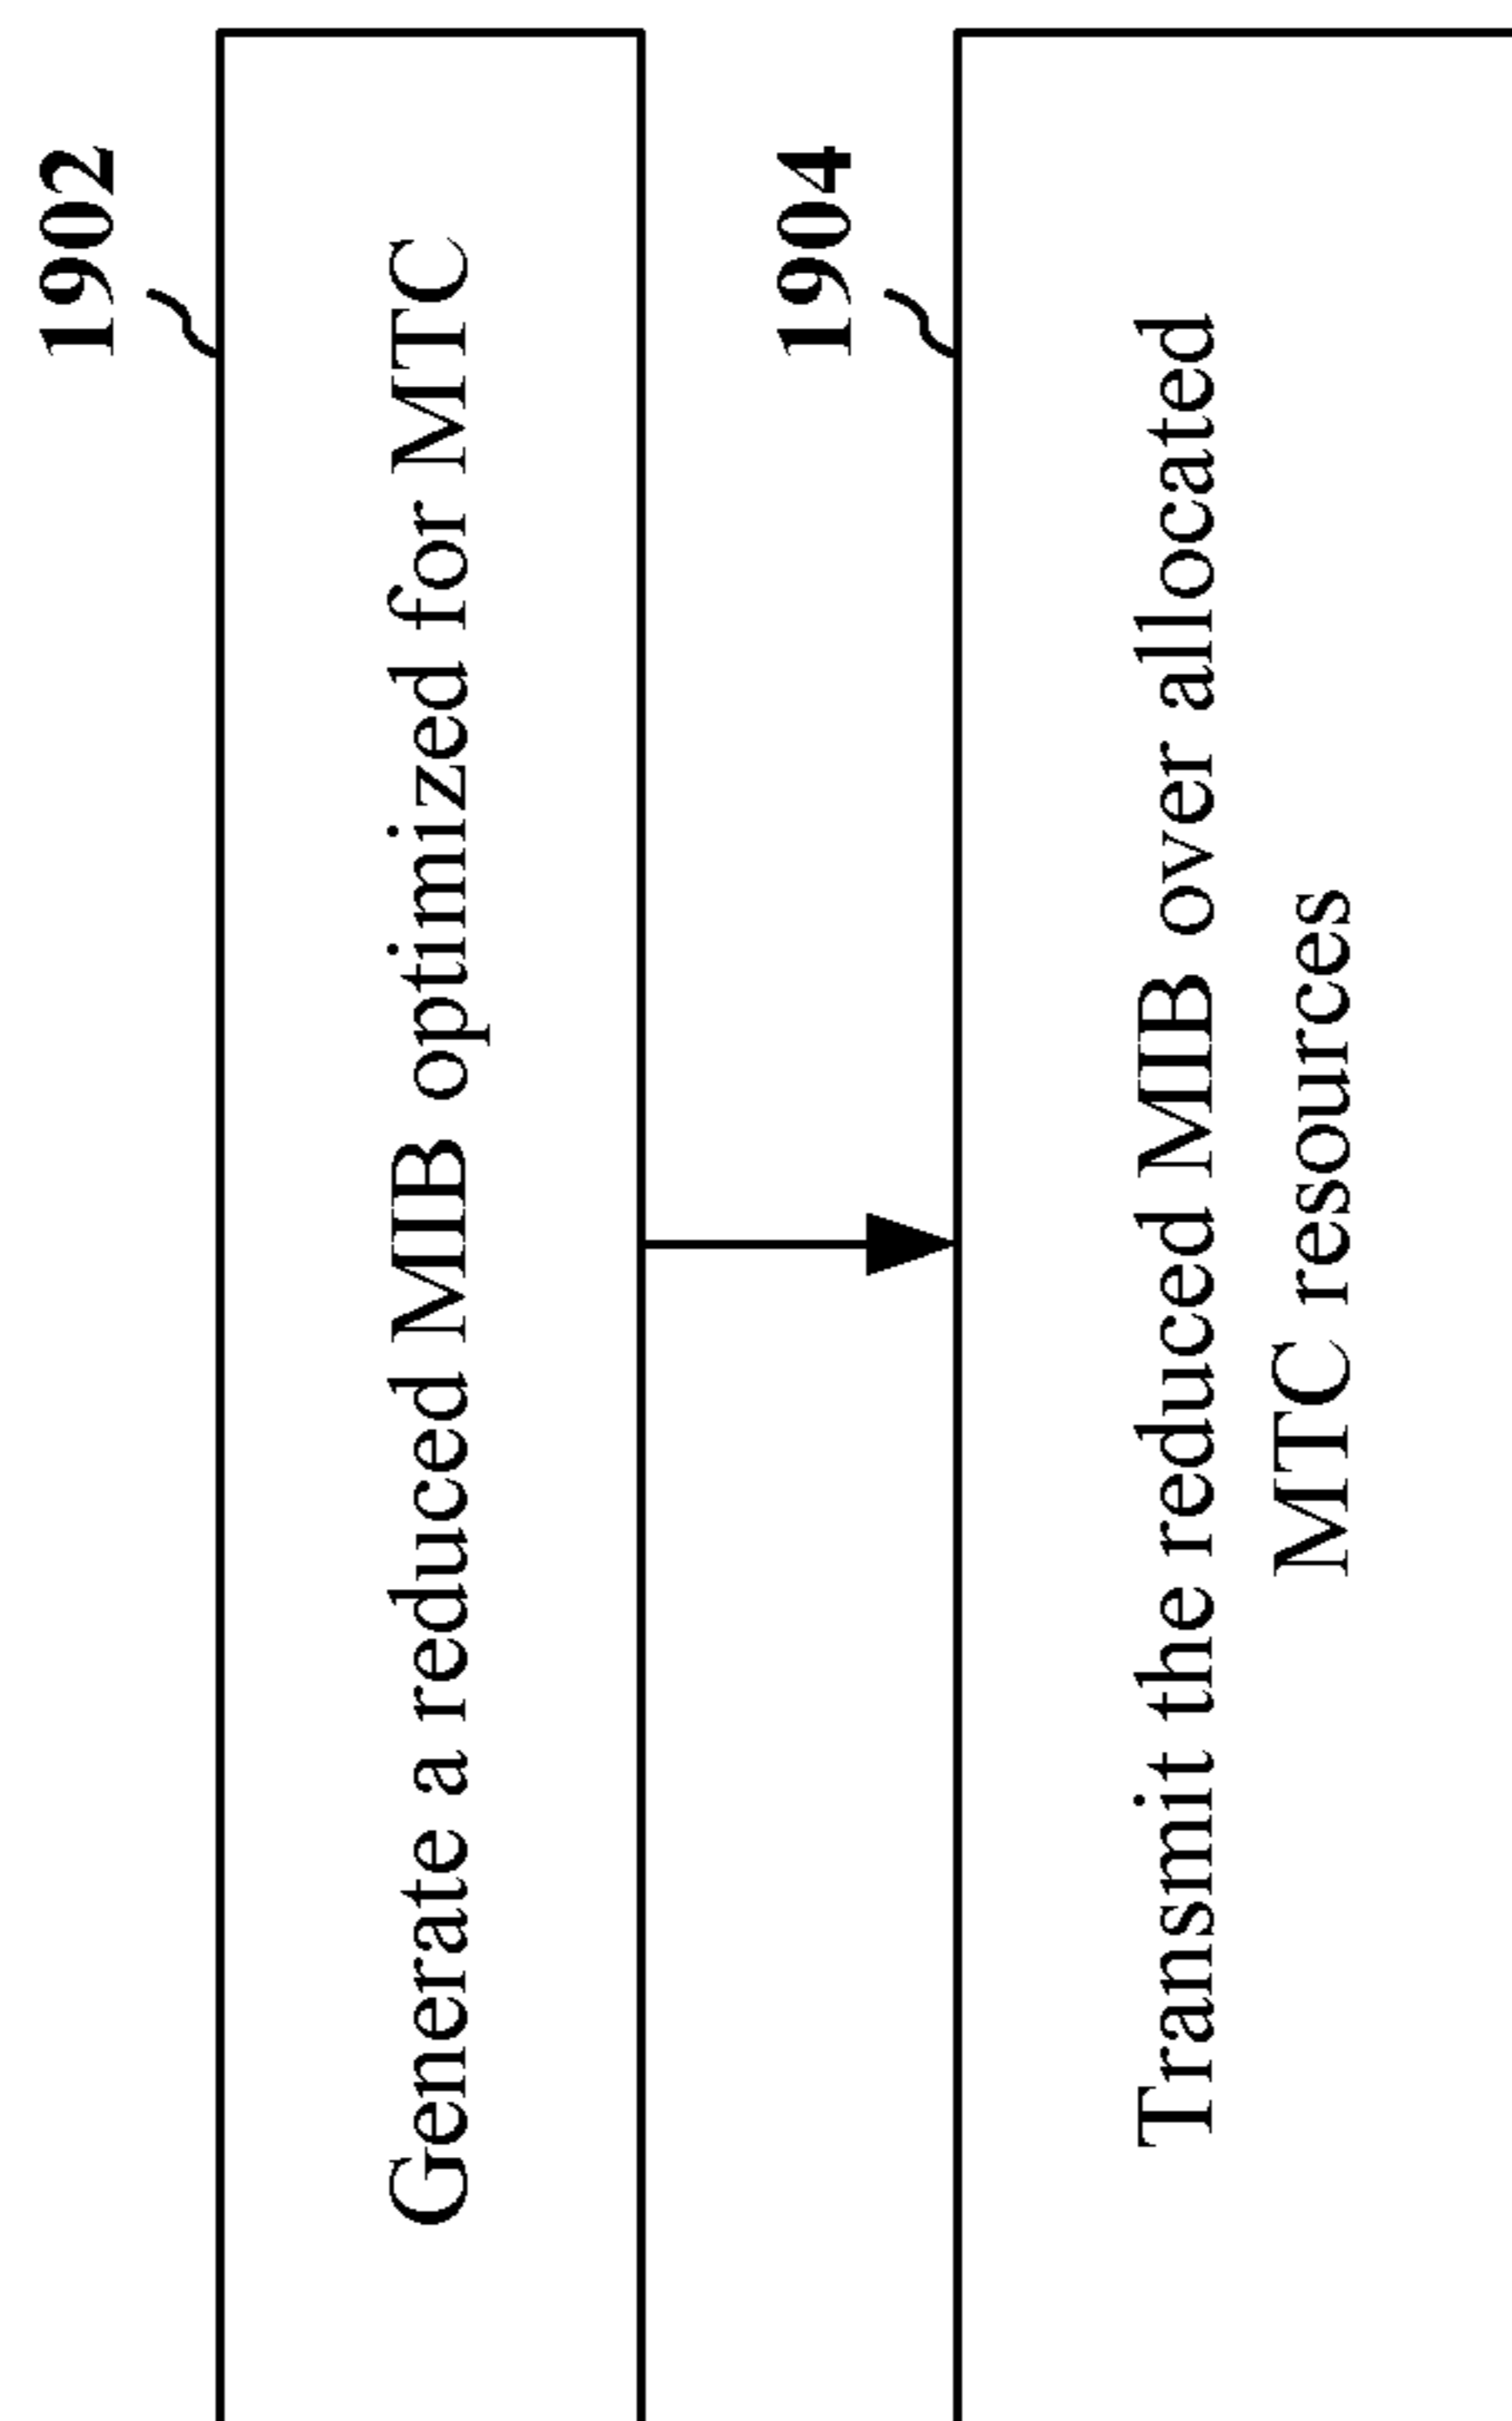 1902
Generate a reduced MIB optimized for MTC
1904
Transmit the reduced MIB over allocated
MTC resources